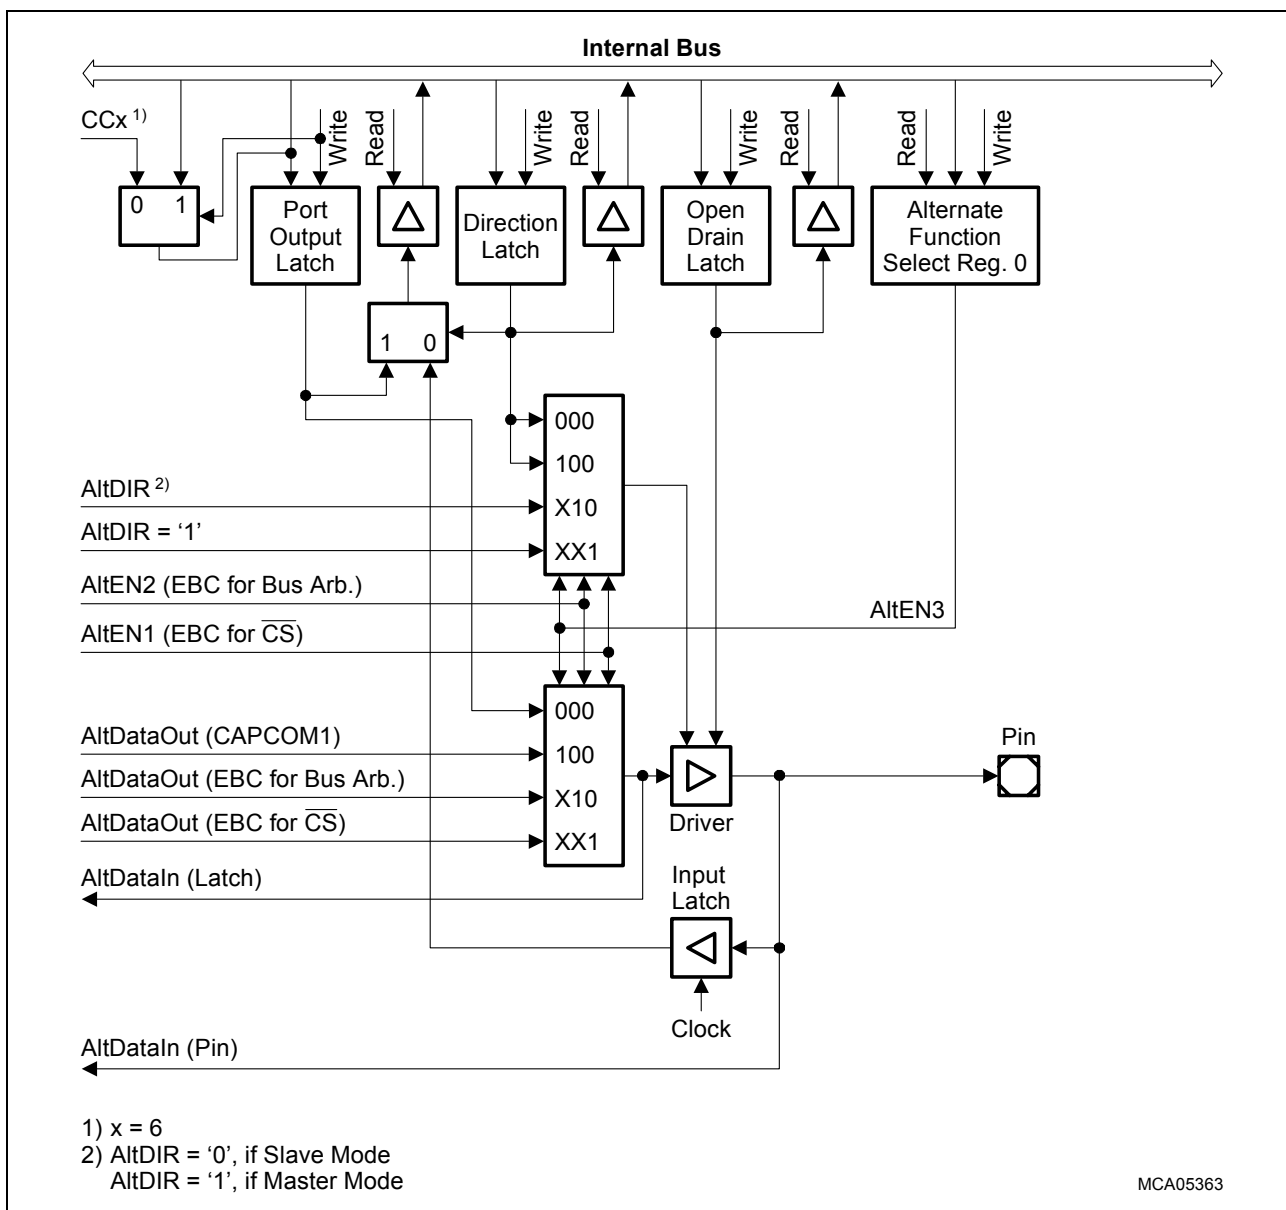 Internal Bus
CCx 1)
Write
Read
Write
Read
Write
Read
Read
Write
0 1
Port
Output
Latch
Direction
Latch
Open
Drain
Latch
Alternate
Function
Select Reg. 0
1 0
000
100
X10
XX1
AltDIR 2)
AltDIR = ‘1’
AltEN2 (EBC for Bus Arb.)
AltEN1 (EBC for C̅S̅)
AltEN3
000
100
X10
XX1
AltDataOut (CAPCOM1)
AltDataOut (EBC for Bus Arb.)
AltDataOut (EBC for C̅S̅)
AltDataIn (Latch)
Driver
Pin
Input
Latch
Clock
AltDataIn (Pin)
1) x = 6
2) AltDIR = ‘0’, if Slave Mode
AltDIR = ‘1’, if Master Mode
MCA05363